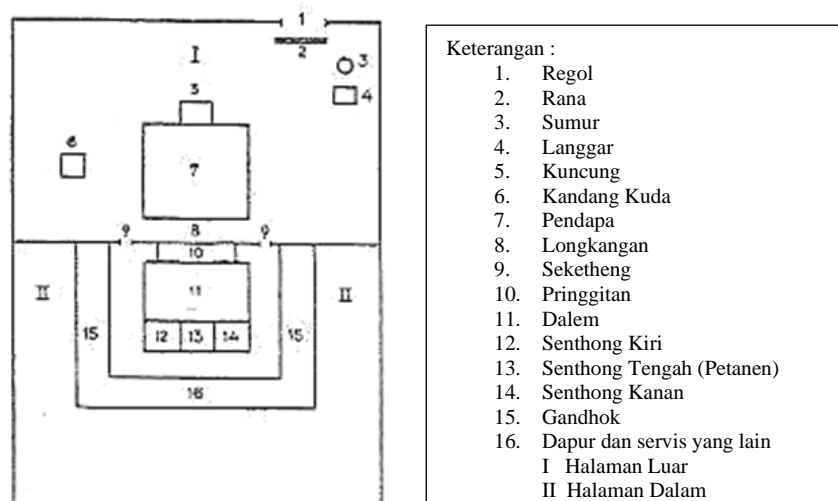 1
2
I
3
4
5
6
7
9 8 9
10
II 11 II
12 13 14
15 15
16
Keterangan :
1. Regol
2. Rana
3. Sumur
4. Langgar
5. Kuncung
6. Kandang Kuda
7. Pendapa
8. Longkangan
9. Seketheng
10. Pringgitan
11. Dalem
12. Senthong Kiri
13. Senthong Tengah (Petanen)
14. Senthong Kanan
15. Gandhok
16. Dapur dan servis yang lain
I Halaman Luar
II Halaman Dalam